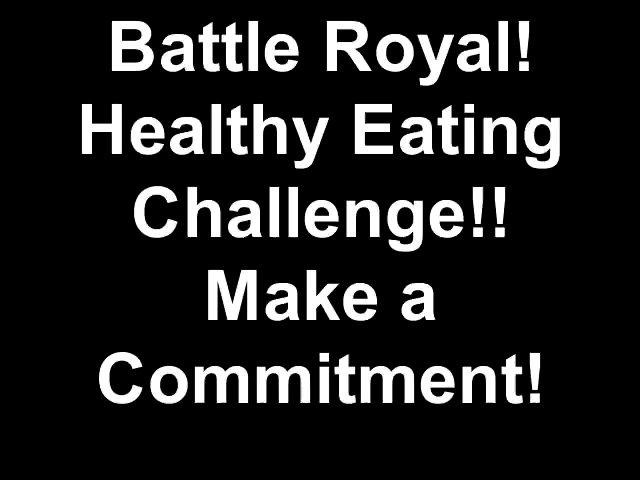 Battle Royal!
Healthy Eating
Challenge!!
Make a
Commitment!